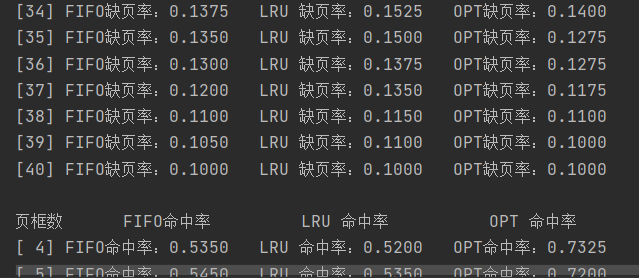 [34] FIFO缺页率：0.1375 LRU 缺页率：0.1525 OPT缺页率：0.1400
[35] FIFO缺页率：0.1350 LRU 缺页率：0.1500 OPT缺页率：0.1275
[36] FIFO缺页率：0.1300 LRU 缺页率：0.1375 OPT缺页率：0.1275
[37] FIFO缺页率：0.1200 LRU 缺页率：0.1350 OPT缺页率：0.1175
[38] FIFO缺页率：0.1100 LRU 缺页率：0.1150 OPT缺页率：0.1100
[39] FIFO缺页率：0.1050 LRU 缺页率：0.1100 OPT缺页率：0.1000
[40] FIFO缺页率：0.1000 LRU 缺页率：0.1000 OPT缺页率：0.1000
页框数 FIFO命中率 LRU 命中率 OPT 命中率
[ 4] FIFO命中率：0.5350 LRU 命中率：0.5200 OPT命中率：0.7325
[ 5] FIFO命中率：0.5450 LRU 命中率：0.5350 OPT命中率：0.7200